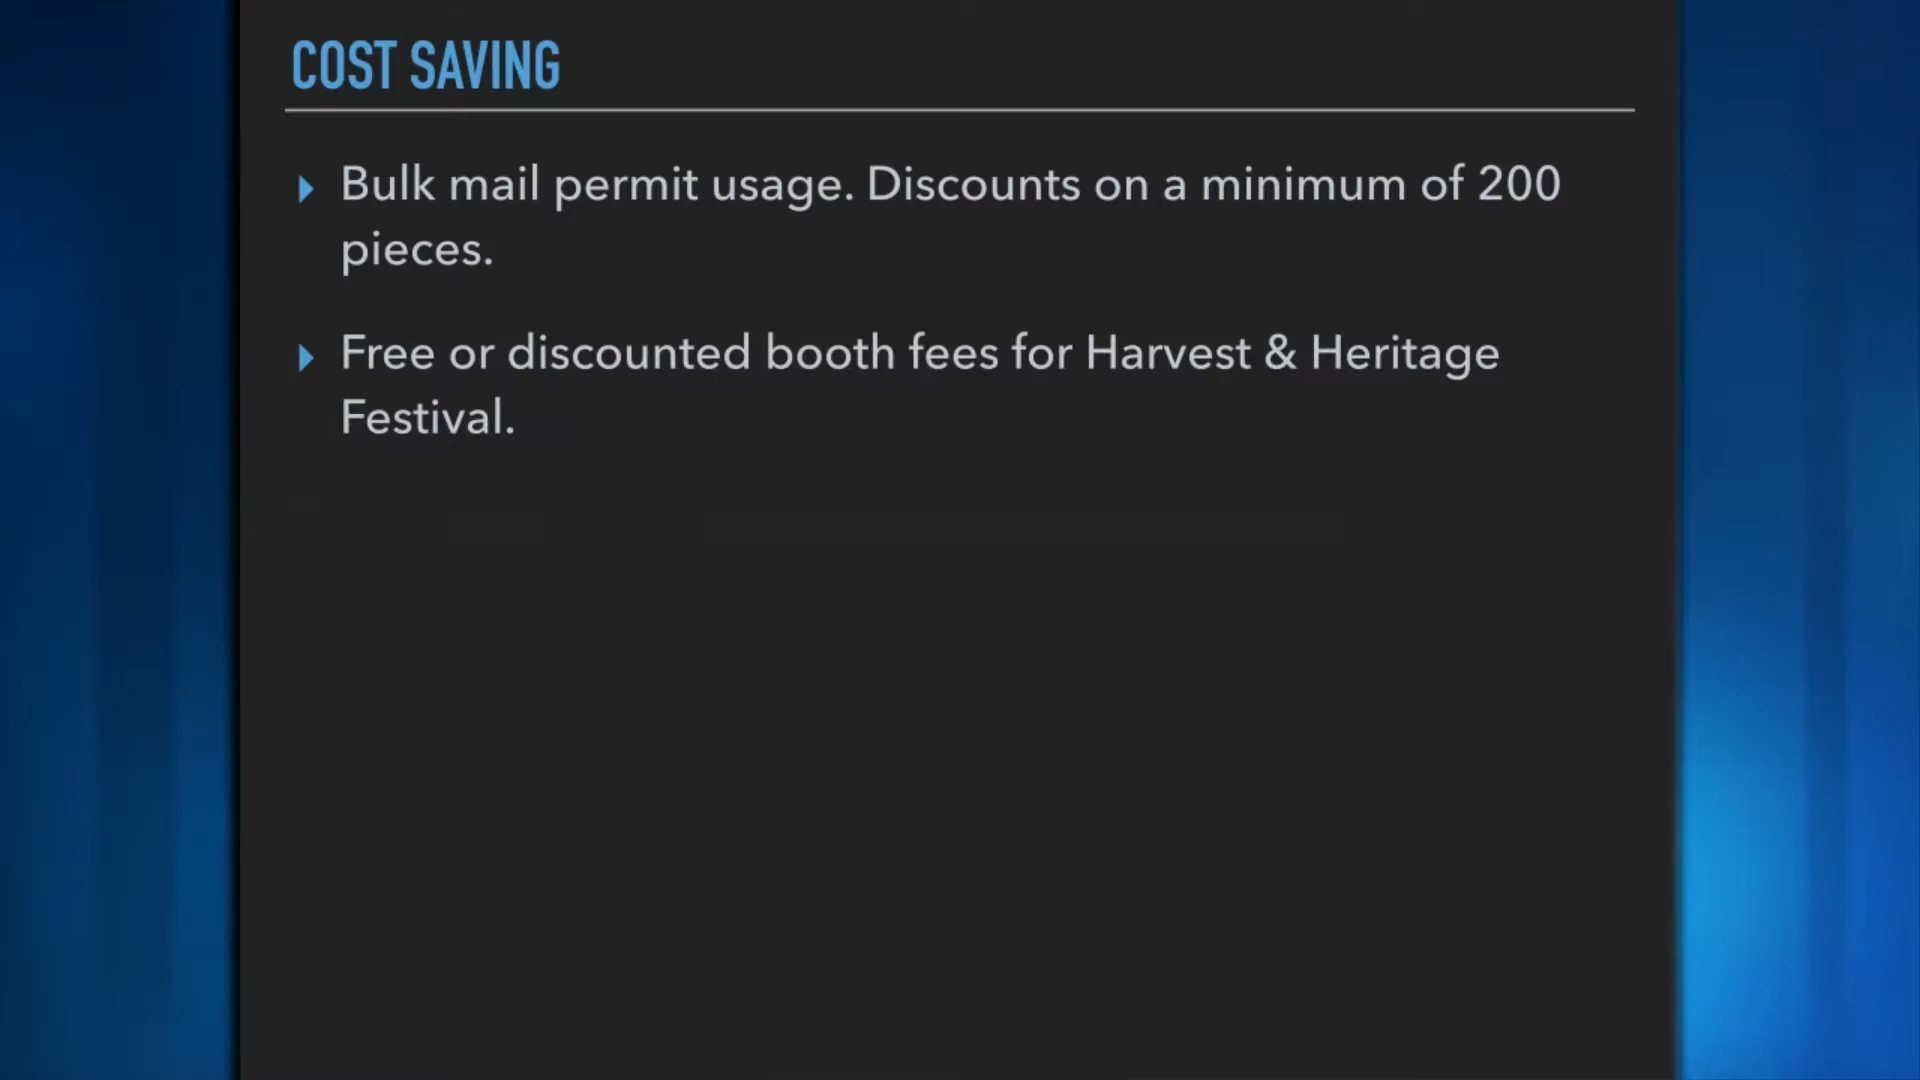 COST SAVING
Bulk mail permit usage. Discounts on a minimum of 200
pieces.
Free or discounted booth fees for Harvest & Heritage
Festival.